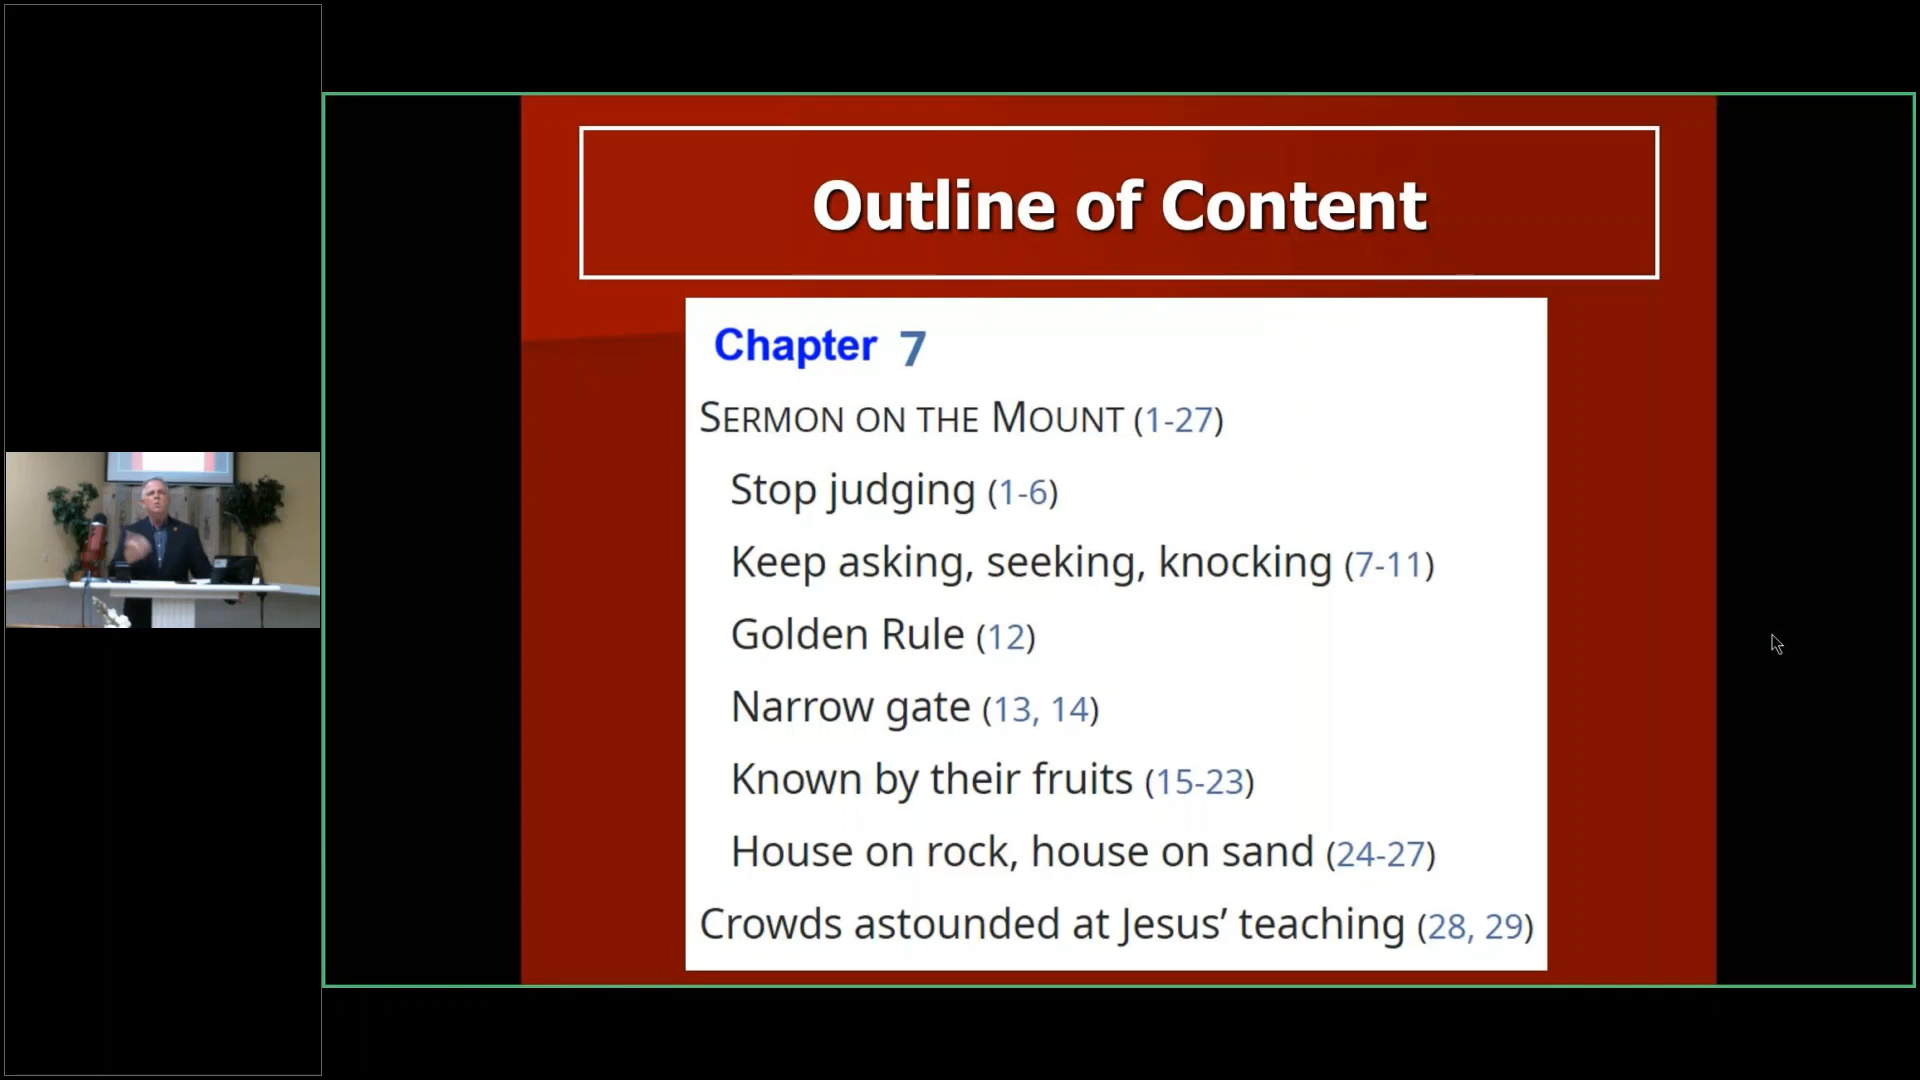 Outline of Content
Chapter 7
SERMON ON THE MOUNT (1-27)
Stop judging (1-6)
Keep asking, seeking, knocking (7-11)
Golden Rule (12)
Narrow gate (13, 14)
Known by their fruits (15-23)
House on rock, house on sand (24-27)
Crowds astounded at Jesus’ teaching (28, 29)